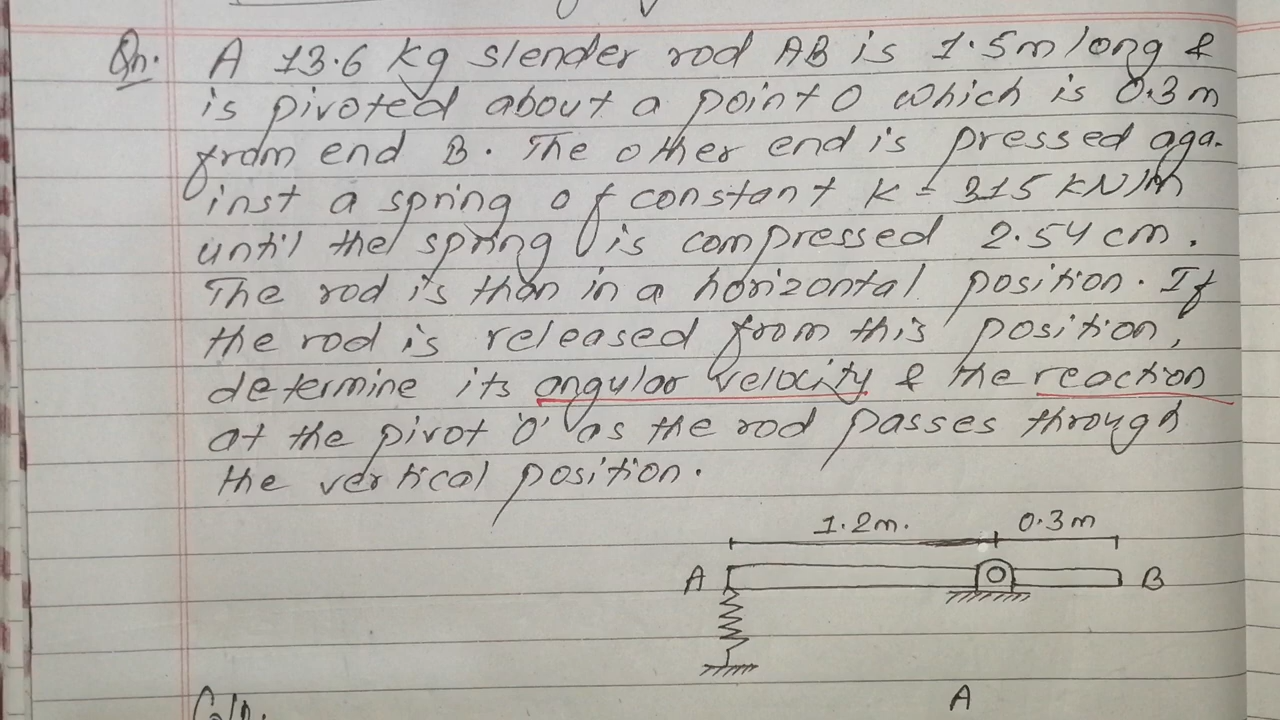 Qn. A 13.6 kg slender rod AB is 1.5m long &
is pivoted about a point O which is 0.3 m
from end B. The other end is pressed aga-
inst a spring of constant K = 315 KN/m
until the spring is compressed 2.54 cm.
The rod is than in a horizontal position. If
the rod is released from this position,
determine its angular velocity & the reaction
at the pivot 'O' as the rod passes through
the vertical position.
1.2m. 0.3m
A B
A